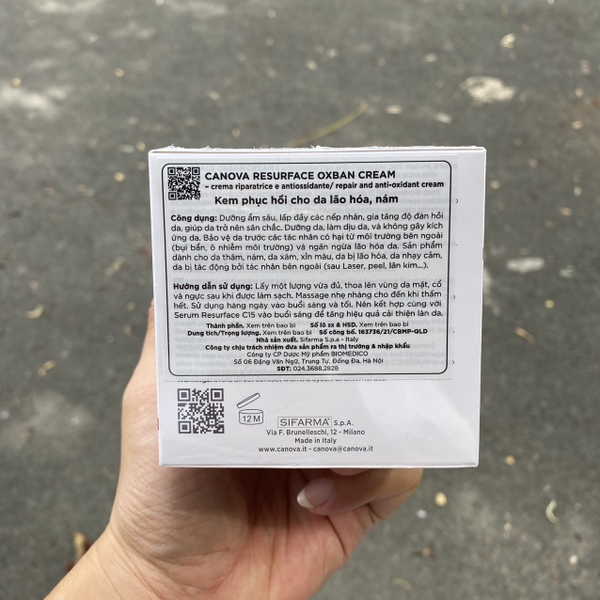 CANOVA RESURFACE OXBAN CREAM
– crema riparatrice e antiossidante/ repair and anti-oxidant cream
Kem phục hồi cho da lão hóa, nám
Công dụng: Dưỡng ẩm sâu, lấp đầy các nếp nhăn, gia tăng độ đàn hồi
da, giúp da trở nên săn chắc. Dưỡng da, làm dịu da, và không gây kích
ứng da. Bảo vệ da trước các tác nhân có hại từ môi trường bên ngoài
(bụi bẩn, ô nhiễm môi trường) và ngăn ngừa lão hóa da. Sản phẩm
dành cho da thâm, nám, da xám, xỉn màu, da bị lão hóa, da nhạy cảm,
da bị tác động bởi tác nhân bên ngoài (sau Laser, peel, lăn kim...).
Hướng dẫn sử dụng: Lấy một lượng vừa đủ, thoa lên vùng da mặt, cổ
và ngực sau khi được làm sạch. Massage nhẹ nhàng cho đến khi thấm
hết. Sử dụng hàng ngày vào buổi sáng và tối. Nên kết hợp cùng với
Serum Resurface C15 vào buổi sáng để tăng hiệu quả cải thiện làn da.
Thành phần. Xem trên bao bì Số lô sx & HSD. Xem trên bao bì
Dung tích/Trọng lượng. Xem trên bao bì Số công bố. 163736/21/CBMP-QLD
Nhà sản xuất. Sifarma S.p.a - Italy
Công ty chịu trách nhiệm đưa sản phẩm ra thị trường & nhập khẩu
Công ty CP Dược Mỹ phẩm BIOMEDICO
Số 06 Đặng Văn Ngữ, Trung Tự, Đống Đa, Hà Nội
SĐT: 024.3688.2828
12 M
SIFARMA S.p.A.
Via F. Brunelleschi, 12 - Milano
Made in Italy
www.canova.it - canova@canova.it